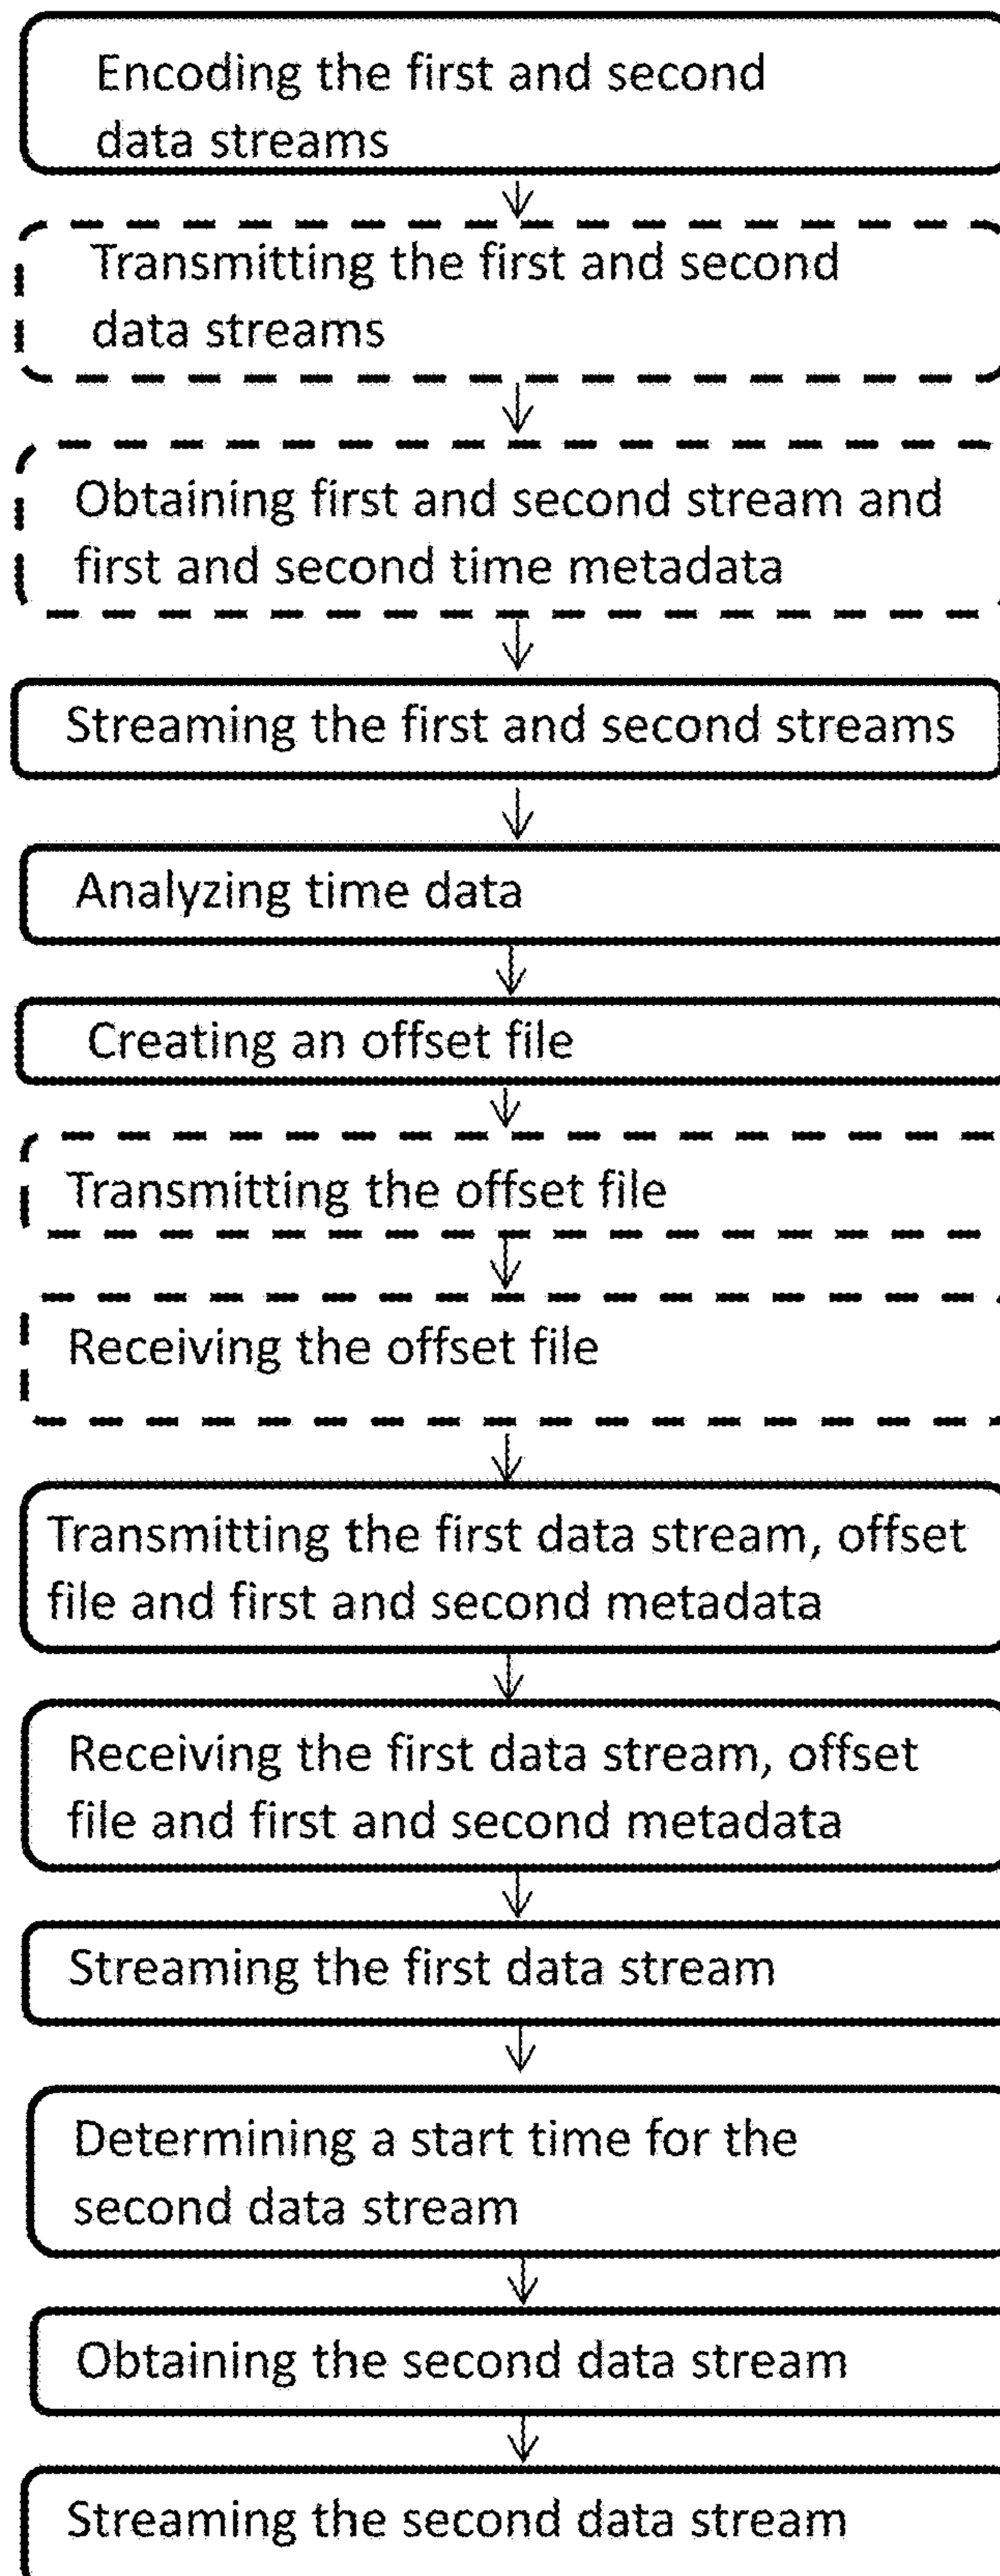 Encoding the first and second
data streams
Transmitting the first and second
data streams
Obtaining first and second stream and
first and second time metadata
Streaming the first and second streams
Analyzing time data
Creating an offset file
Transmitting the offset file
Receiving the offset file
Transmitting the first data stream, offset
file and first and second metadata
Receiving the first data stream, offset
file and first and second metadata
Streaming the first data stream
Determining a start time for the
second data stream
Obtaining the second data stream
Streaming the second data stream